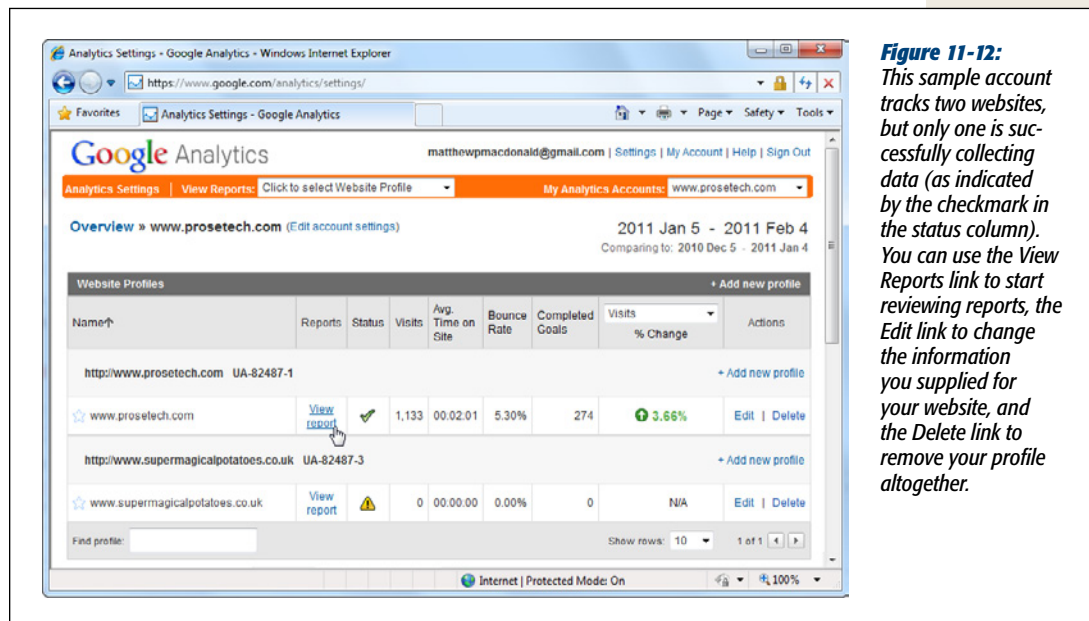 Analytics Settings - Google Analytics - Windows Internet Explorer
https://www.google.com/analytics/settings/
Favorites Analytics Settings - Google Analytics Page Safety Tools
Google Analytics matthewpmacdonald@gmail.com | Settings | My Account | Help | Sign Out
Analytics Settings | View Reports: Click to select Website Profile My Analytics Accounts: www.prosetech.com
Overview » www.prosetech.com (Edit account settings) 2011 Jan 5 - 2011 Feb 4
Comparing to: 2010 Dec 5 - 2011 Jan 4
Website Profiles + Add new profile
Name↑ Reports Status Visits Avg. Time on Site Bounce Rate Completed Goals Visits % Change Actions
http://www.prosetech.com UA-82487-1 + Add new profile
www.prosetech.com View report ✔ 1,133 00:02:01 5.30% 274 3.66% Edit | Delete
http://www.supermagicalpotatoes.co.uk UA-82487-3 + Add new profile
www.supermagicalpotatoes.co.uk View report 0 00:00:00 0.00% 0 N/A Edit | Delete
Find profile: Show rows: 10 1 of 1
Internet | Protected Mode: On 100%
Figure 11-12:
This sample account
tracks two websites,
but only one is suc-
cessfully collecting
data (as indicated
by the checkmark in
the status column).
You can use the View
Reports link to start
reviewing reports, the
Edit link to change
the information
you supplied for
your website, and
the Delete link to
remove your profile
altogether.